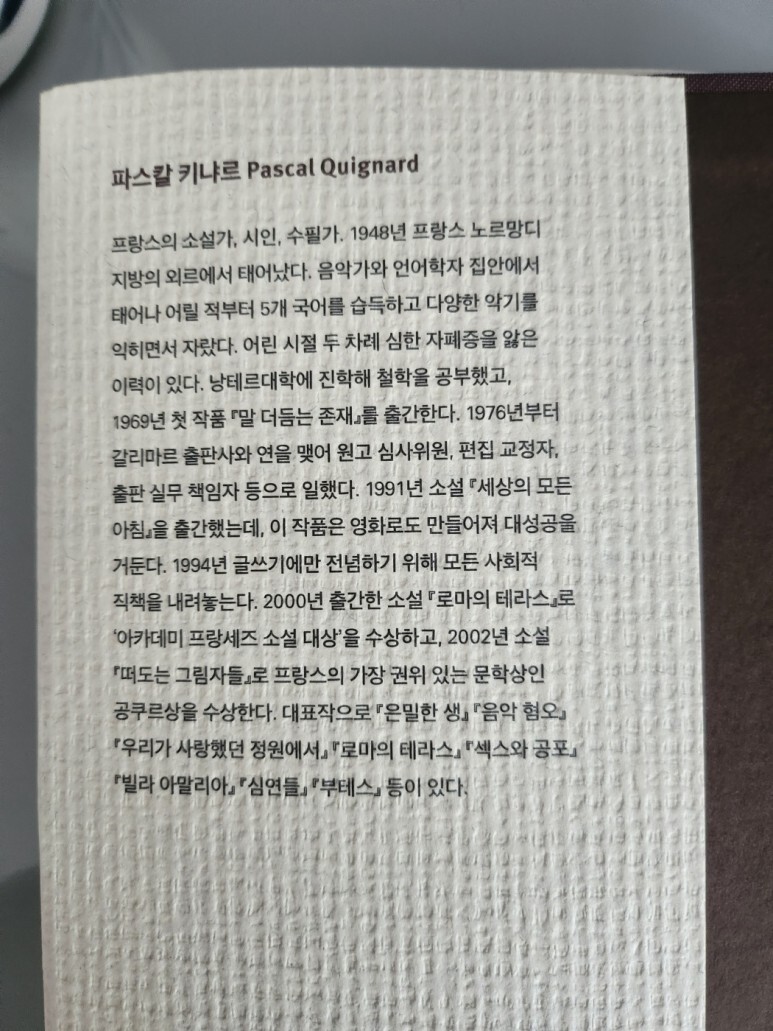 파스칼 키냐르 Pascal Quignard
프랑스의 소설가, 시인, 수필가. 1948년 프랑스 노르망디
지방의 외르에서 태어났다. 음악가와 언어학자 집안에서
태어나 어릴 적부터 5개 국어를 습득하고 다양한 악기를
익히면서 자랐다. 어린 시절 두 차례 심한 자폐증을 앓은
이력이 있다. 낭테르대학에 진학해 철학을 공부했고,
1969년 첫 작품 『말 더듬는 존재』를 출간한다. 1976년부터
갈리마르 출판사와 연을 맺어 원고 심사위원, 편집 교정자,
출판 실무 책임자 등으로 일했다. 1991년 소설 『세상의 모든
아침』을 출간했는데, 이 작품은 영화로도 만들어져 대성공을
거둔다. 1994년 글쓰기에만 전념하기 위해 모든 사회적
직책을 내려놓는다. 2000년 출간한 소설 『로마의 테라스』로
‘아카데미 프랑세즈 소설 대상’을 수상하고, 2002년 소설
『떠도는 그림자들』로 프랑스의 가장 권위 있는 문학상인
공쿠르상을 수상한다. 대표작으로 『은밀한 생』 『음악 혐오』
『우리가 사랑했던 정원에서』 『로마의 테라스』 『섹스와 공포』
『빌라 아말리아』 『심연들』 『부테스』 등이 있다.